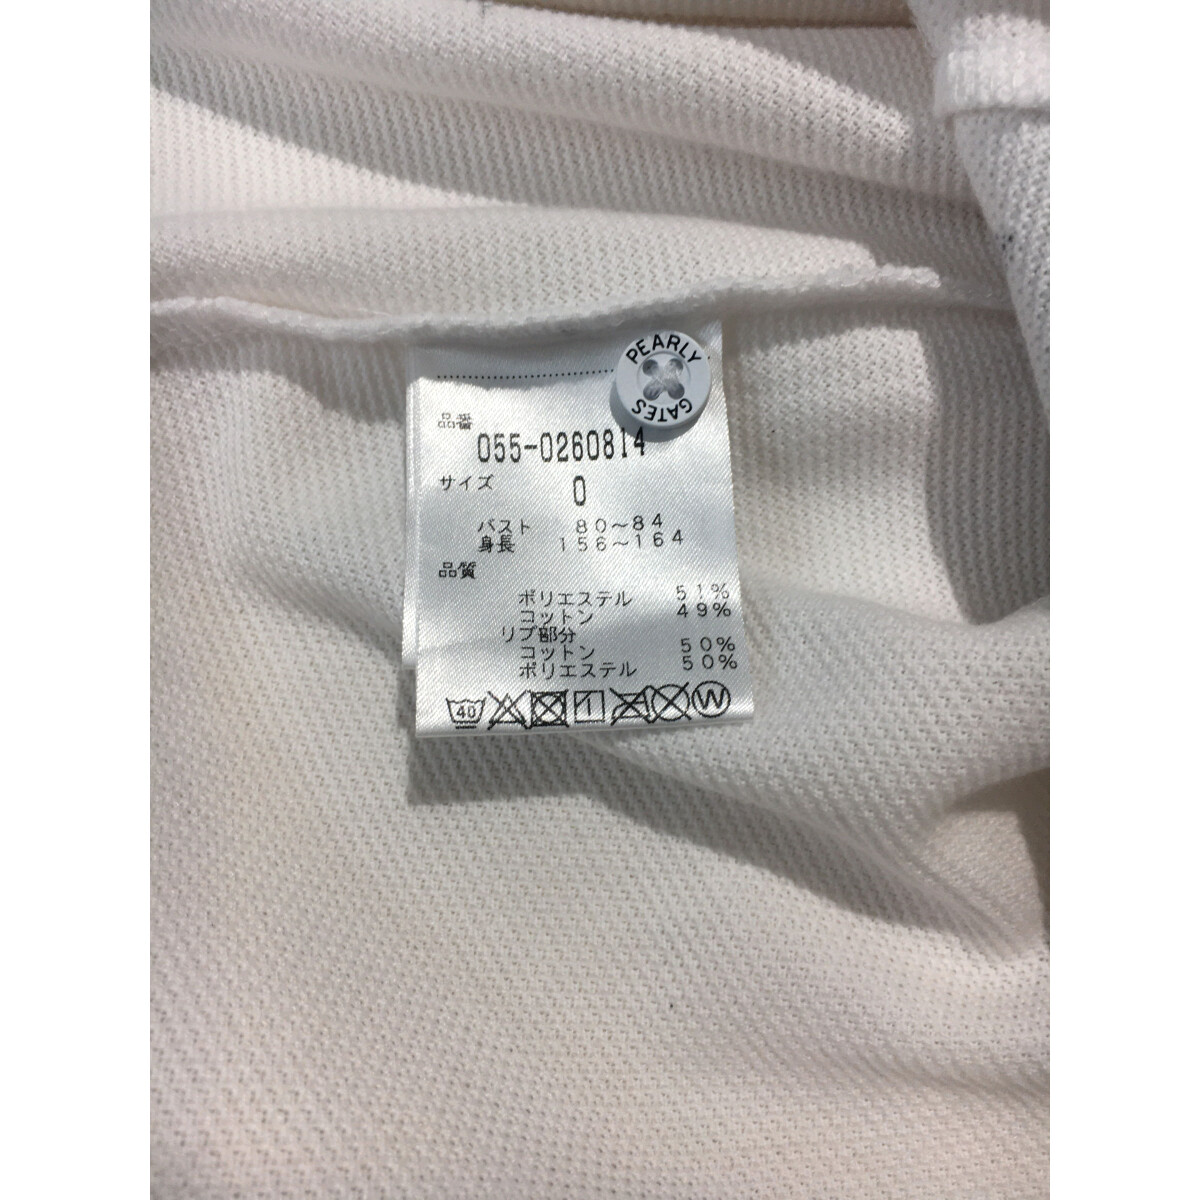 PEARLY
GATES
品番
055-0260814
サイズ 0
バスト 80～84
身長 156～164
品質
ポリエステル 51%
コットン 49%
リブ部分
コットン 50%
ポリエステル 50%
40 W